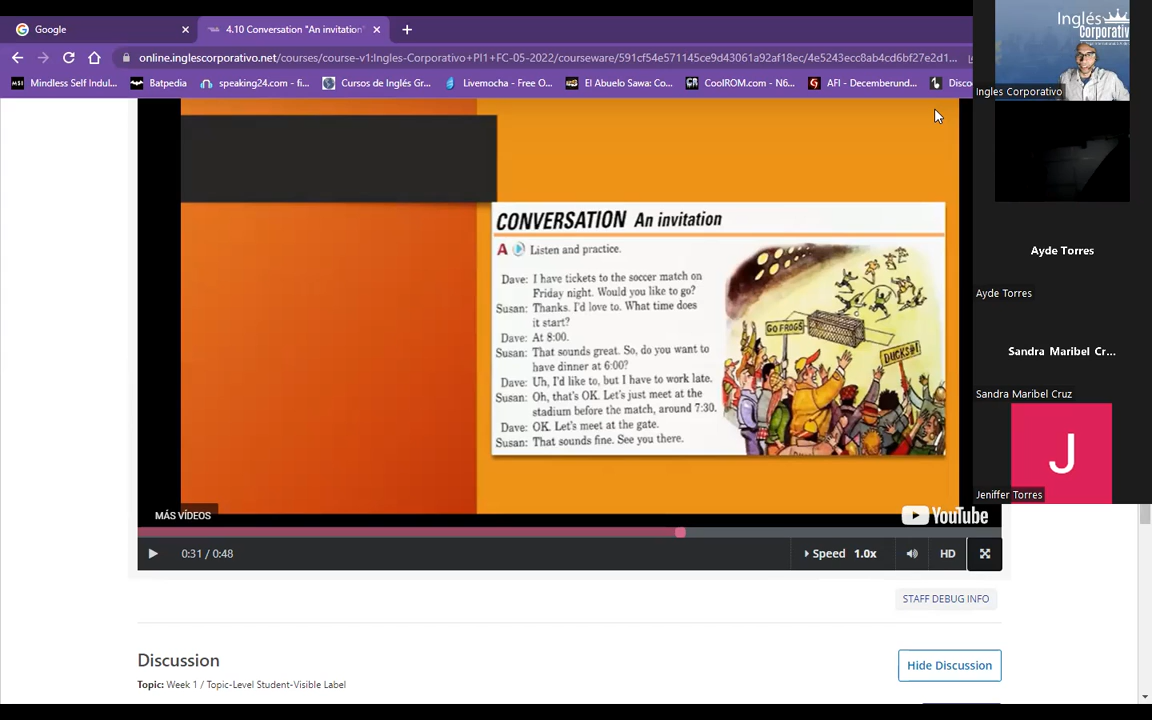 Google
4.10 Conversation "An invitation"
online.inglescorporativo.net/courses/course-v1:Ingles-Corporativo+PI1+FC-05-2022/courseware/591cf54e571145ce9d43061a92af18ec/4e5243ecc8ab4cd6bf27e2d1...
Mindless Self Indul...
Batpedia
speaking24.com - fi...
Cursos de Inglés Gr...
Livemocha - Free O...
El Abuelo Sawa: Co...
CoolROM.com - N6...
AFI - Decemberund...
Disco
Inglés
Corporativo
Ingles Corporativo
Ayde Torres
Ayde Torres
Sandra Maribel Cr...
Sandra Maribel Cruz
J
Jeniffer Torres
CONVERSATION An invitation
A Listen and practice.
Dave: I have tickets to the soccer match on
Friday night. Would you like to go?
Susan: Thanks. I'd love to. What time does
it start?
Dave: At 8:00.
Susan: That sounds great. So, do you want to
have dinner at 6:00?
Dave: Uh, I'd like to, but I have to work late.
Susan: Oh, that's OK. Let's just meet at the
stadium before the match, around 7:30.
Dave: OK. Let's meet at the gate.
Susan: That sounds fine. See you there.
GO FROGS
DUCKS@!
MÁS VÍDEOS
YouTube
0:31 / 0:48
Speed 1.0x
HD
STAFF DEBUG INFO
Discussion
Hide Discussion
Topic: Week 1 / Topic-Level Student-Visible Label